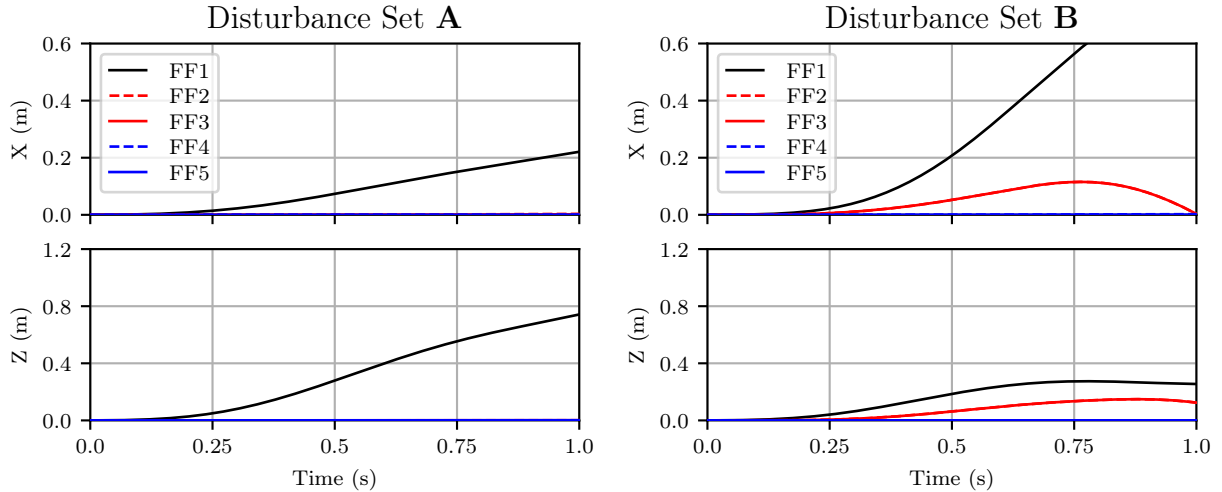 Disturbance Set A
Disturbance Set B
0.6
0.4
0.2
0.0
X (m)
FF1
FF2
FF3
FF4
FF5
0.6
0.4
0.2
0.0
X (m)
FF1
FF2
FF3
FF4
FF5
1.2
0.8
0.4
0.0
Z (m)
0.0 0.25 0.5 0.75 1.0
Time (s)
1.2
0.8
0.4
0.0
Z (m)
0.0 0.25 0.5 0.75 1.0
Time (s)